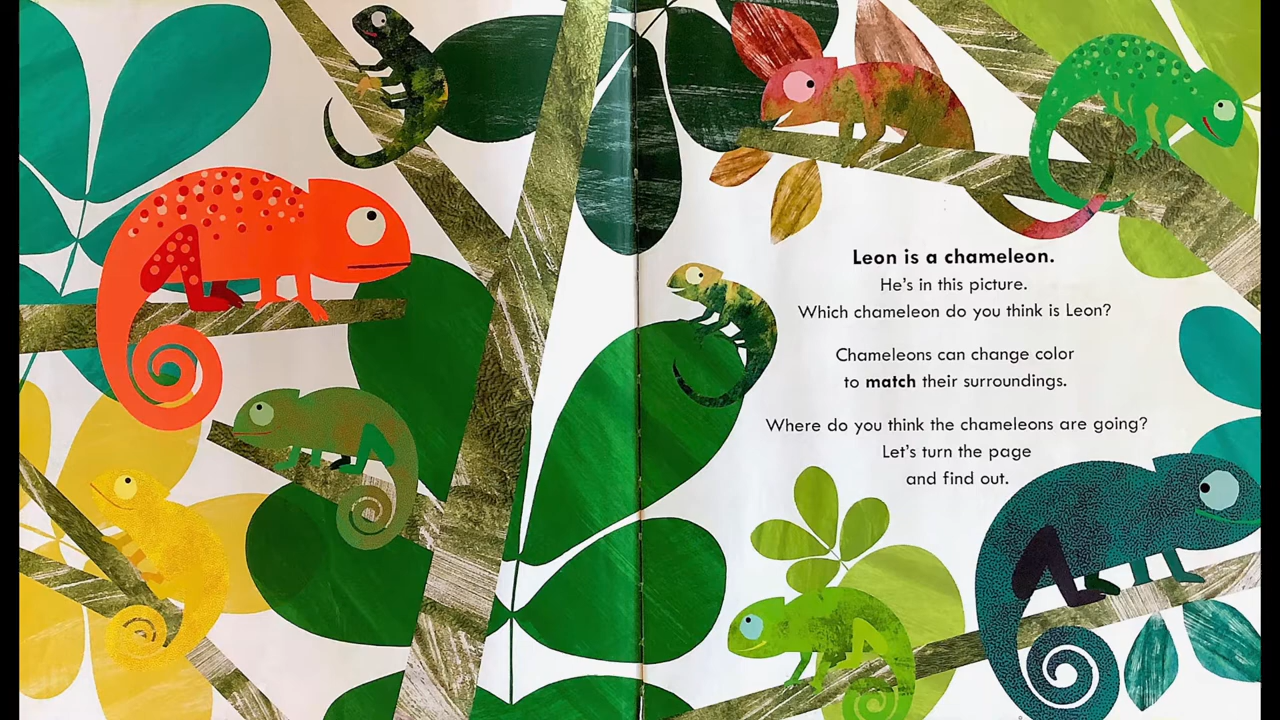 Leon is a chameleon.
He's in this picture.
Which chameleon do you think is Leon?
Chameleons can change color
to match their surroundings.
Where do you think the chameleons are going?
Let's turn the page
and find out.